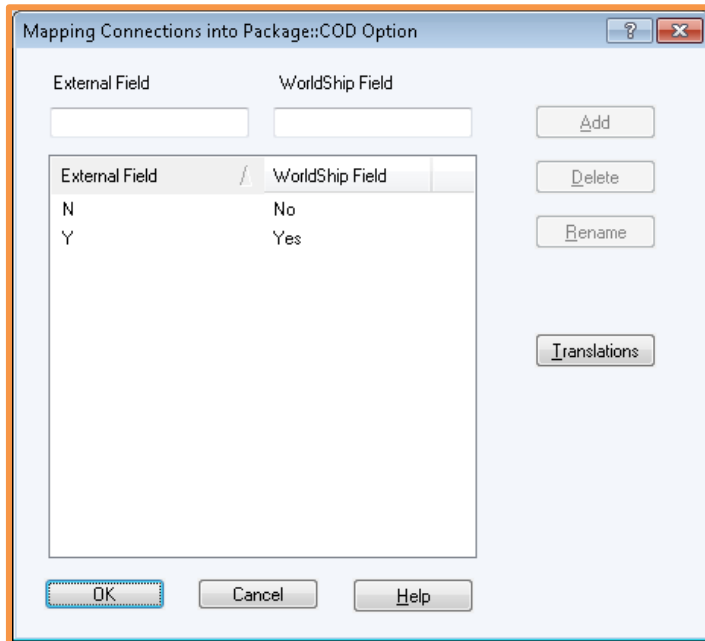 Mapping Connections into Package::COD Option
External Field WorldShip Field
Add
External Field WorldShip Field
Delete
N No
Rename
Y Yes
Translations
OK Cancel Help